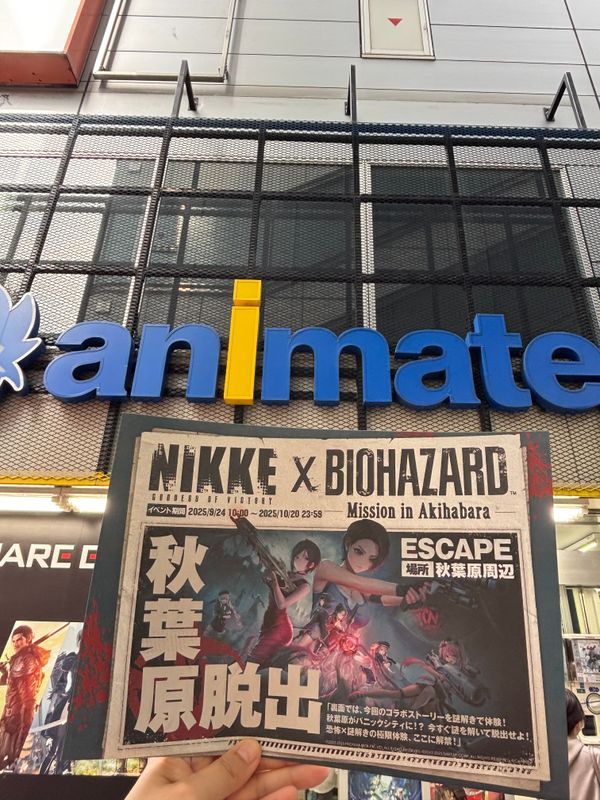 animate
NIKKE X BIOHAZARD™
GODDESS OF VICTORY
イベント期間 2025/9/24 10:00 ～ 2025/10/20 23:59
Mission in Akihabara
ESCAPE
場所 秋葉原周辺
秋葉原脱出
「裏面では、今回のコラボストーリーを謎解きで体験!
秋葉原がパニックシティに!? 今すぐ謎を解いて脱出せよ!
恐怖×謎解きの極限体験、ここに解禁!」
UARE E